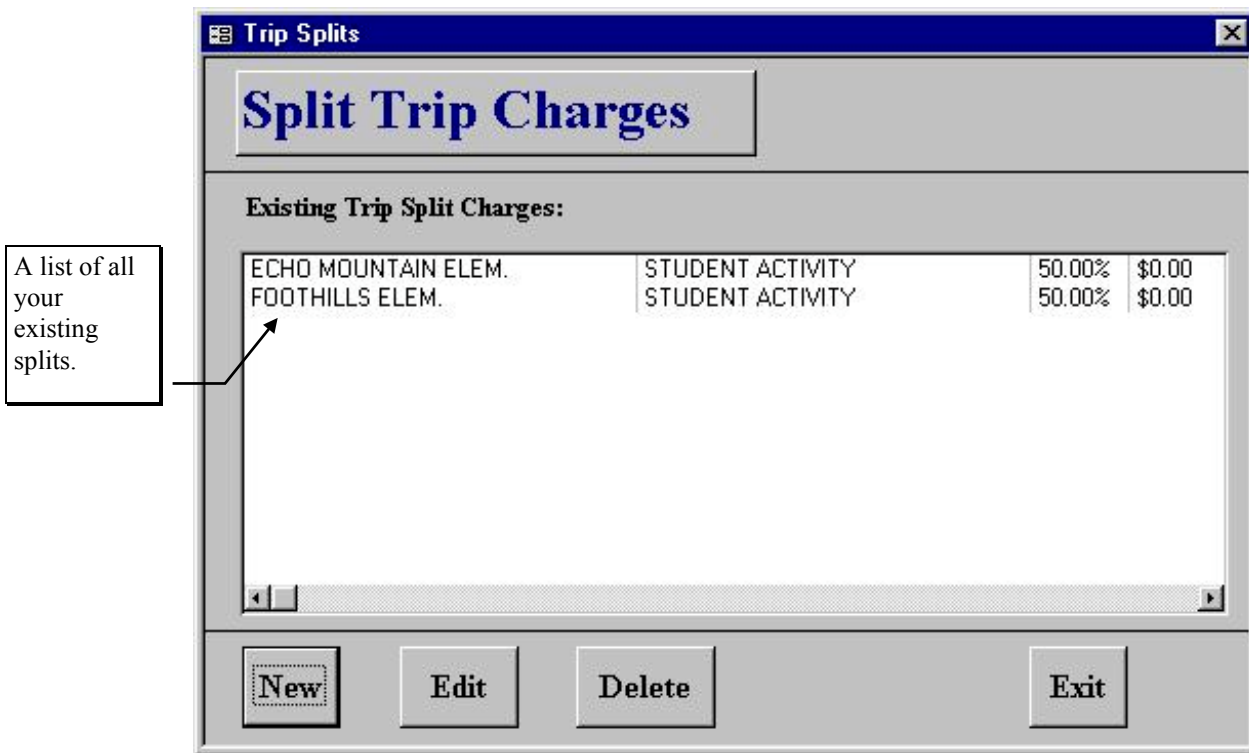 Trip Splits
Split Trip Charges
Existing Trip Split Charges:
A list of all
your
existing
splits.
ECHO MOUNTAIN ELEM. STUDENT ACTIVITY 50.00% $0.00
FOOTHILLS ELEM. STUDENT ACTIVITY 50.00% $0.00
New Edit Delete Exit